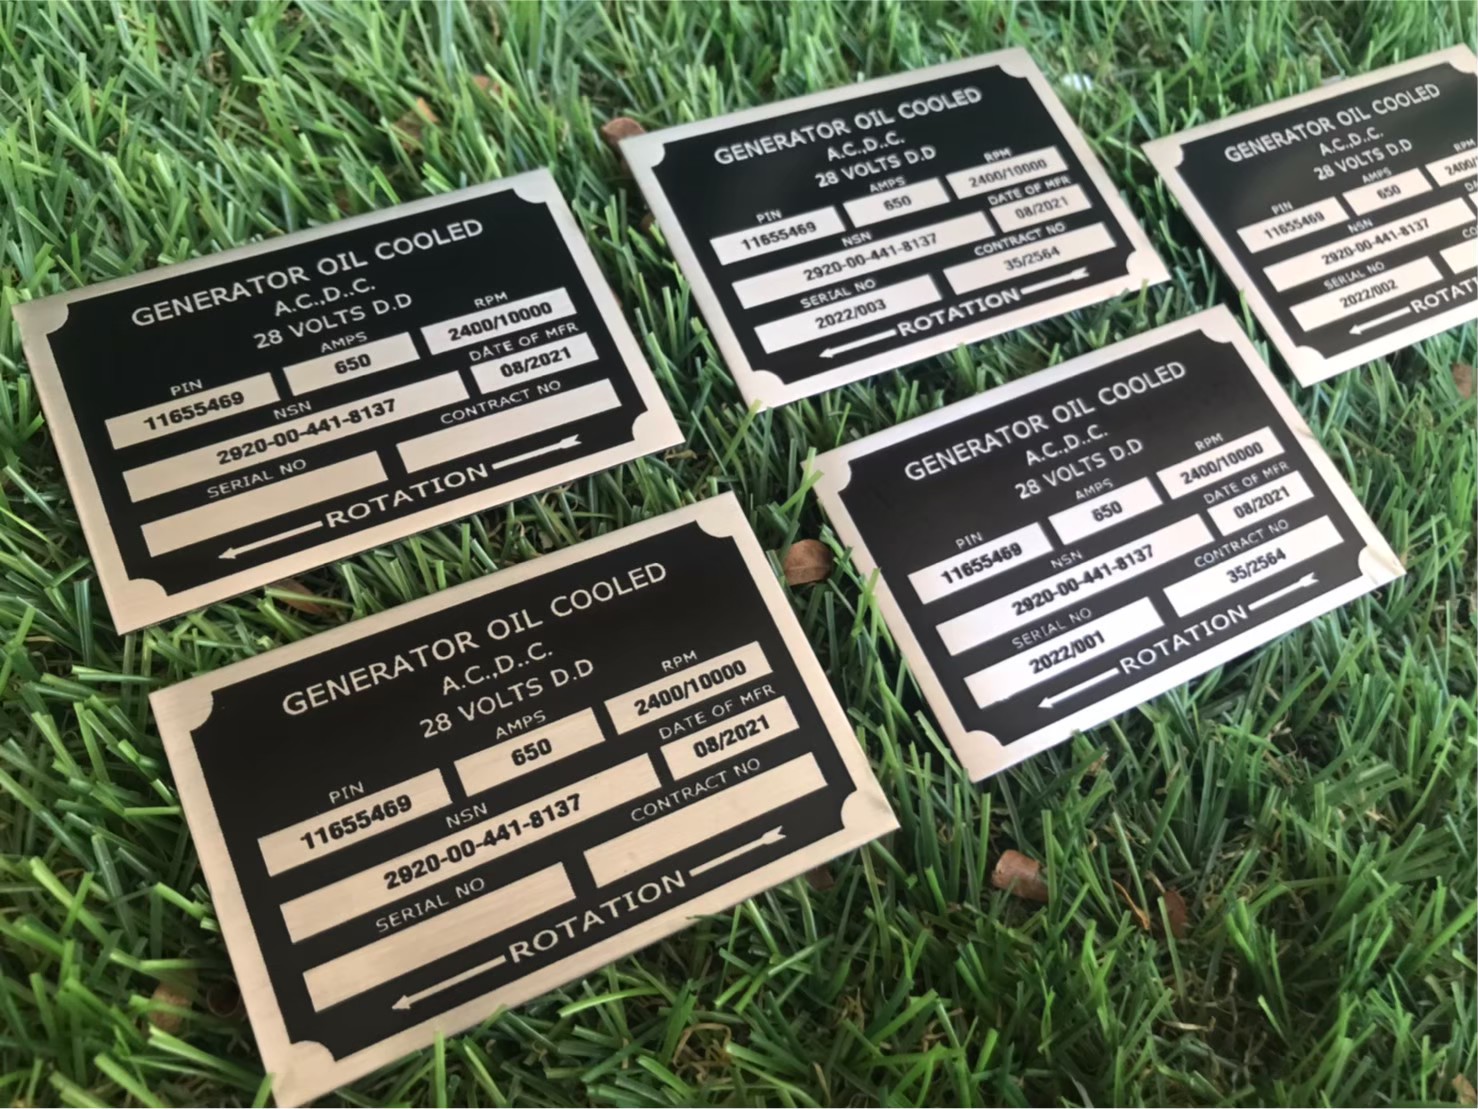 GENERATOR OIL COOLED
A.C.,D..C.
28 VOLTS D.D
PIN AMPS RPM
11655469 650 2400/10000
NSN DATE OF MFR
2920-00-441-8137 08/2021
SERIAL NO CONTRACT NO
ROTATION
GENERATOR OIL COOLED
A.C.,D..C.
28 VOLTS D.D
PIN AMPS RPM
11655469 650 2400/10000
NSN DATE OF MFR
2920-00-441-8137 08/2021
SERIAL NO CONTRACT NO
2022/003 35/2564
ROTATION
GENERATOR OIL COOLED
A.C.,D..C.
28 VOLTS D.D
PIN AMPS RPM
11655469 650 2400/
NSN
2920-00-441-8137
SERIAL NO
2022/002
GENERATOR OIL COOLED
A.C.,D..C.
28 VOLTS D.D
PIN AMPS RPM
11655469 650 2400/10000
NSN DATE OF MFR
2920-00-441-8137 08/2021
SERIAL NO CONTRACT NO
ROTATION
GENERATOR OIL COOLED
A.C.,D..C.
28 VOLTS D.D
PIN AMPS RPM
11655469 650 2400/10000
NSN DATE OF MFR
2920-00-441-8137 08/2021
SERIAL NO CONTRACT NO
2022/001 35/2564
ROTATION